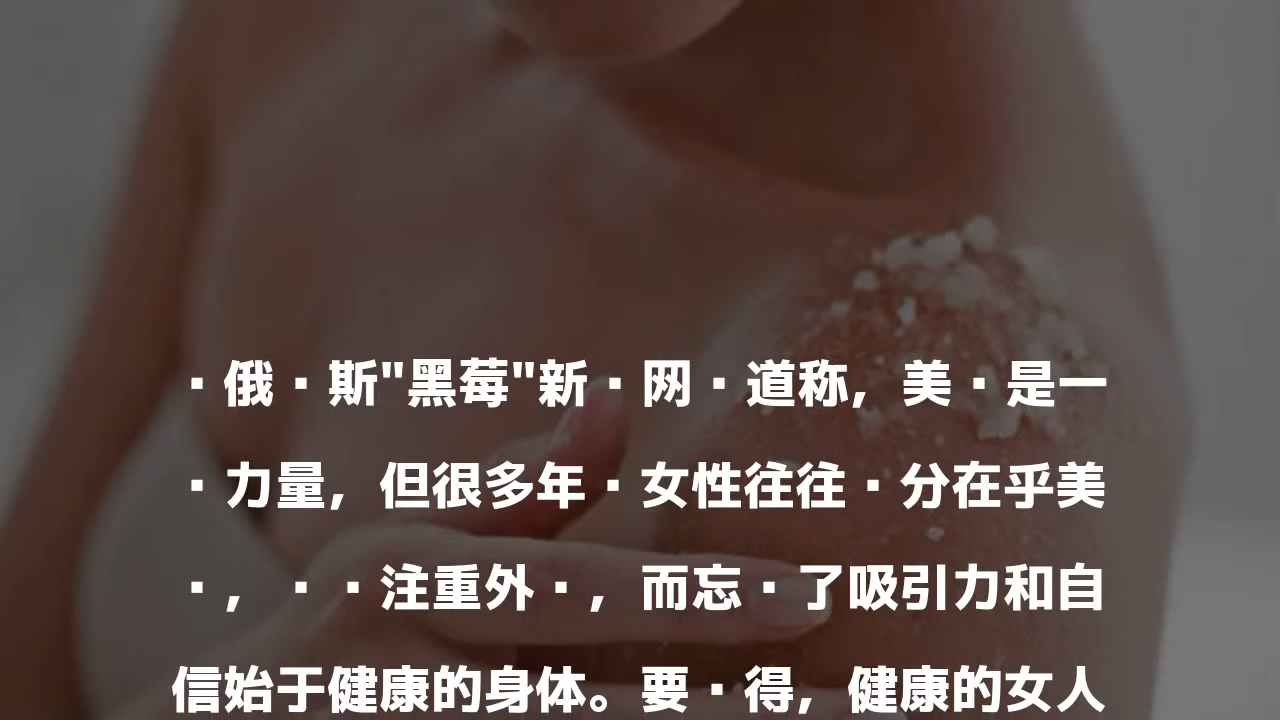 ▪俄▪斯"黑莓"新▪网▪道称，美▪是一
▪力量，但很多年▪女性往往▪分在乎美
▪，▪▪注重外▪，而忘▪了吸引力和自
信始于健康的身体。要▪得，健康的女人